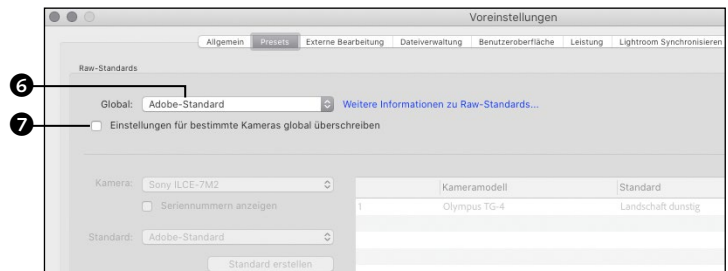 Voreinstellungen
Allgemein Presets Externe Bearbeitung Dateiverwaltung Benutzeroberfläche Leistung Lightroom Synchronisieren
Raw-Standards
6
Global: Adobe-Standard Weitere Informationen zu Raw-Standards...
7 Einstellungen für bestimmte Kameras global überschreiben
Kamera: Sony ILCE-7M2 Kameramodell Standard
Seriennummern anzeigen 1 Olympus TG-4 Landschaft dunstig
Standard: Adobe-Standard
Standard erstellen